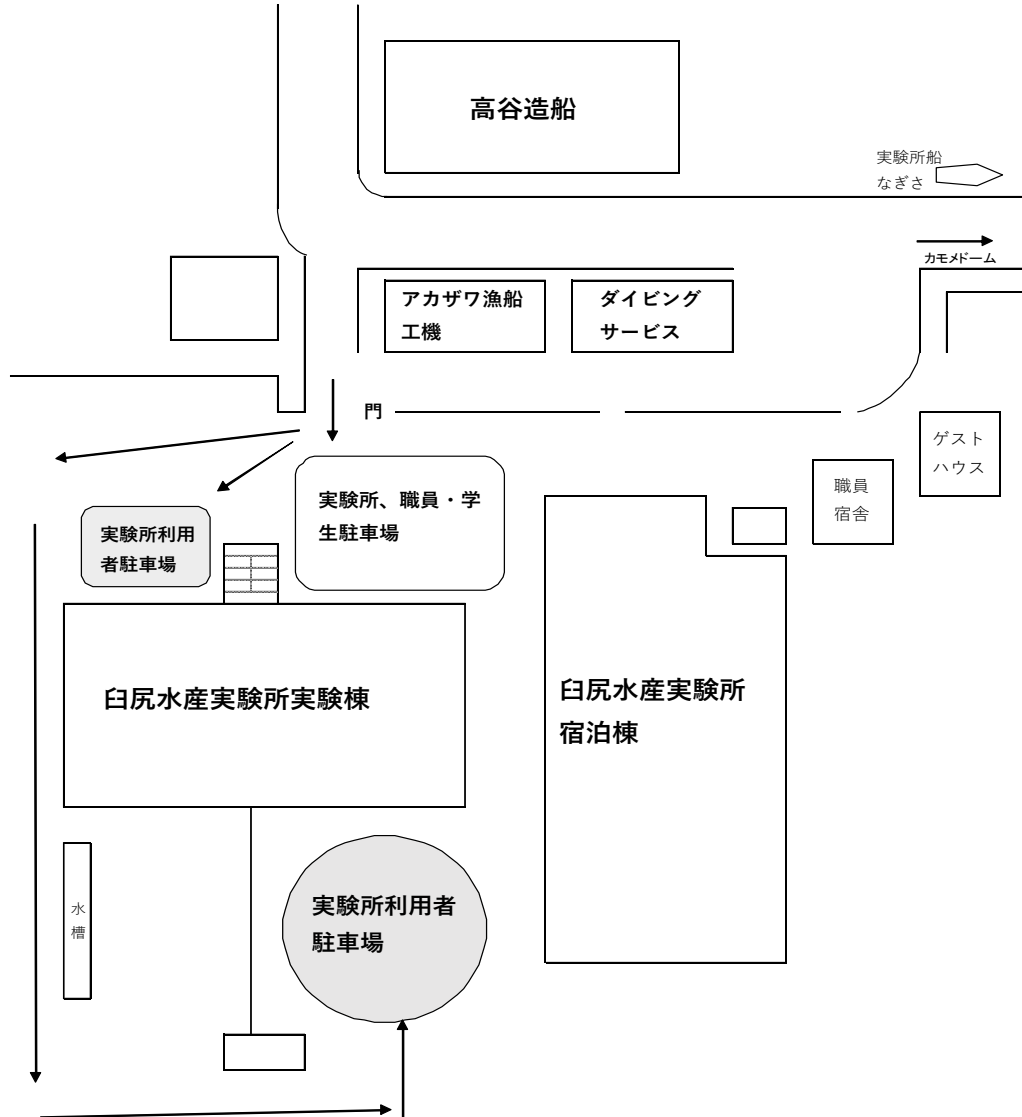 高谷造船
実験所船
なぎさ
カモメドーム
アカザワ漁船
工機
ダイビング
サービス
門
ゲスト
ハウス
職員
宿舎
実験所、職員・学
生駐車場
実験所利用
者駐車場
臼尻水産実験所実験棟
臼尻水産実験所
宿泊棟
水
槽
実験所利用者
駐車場